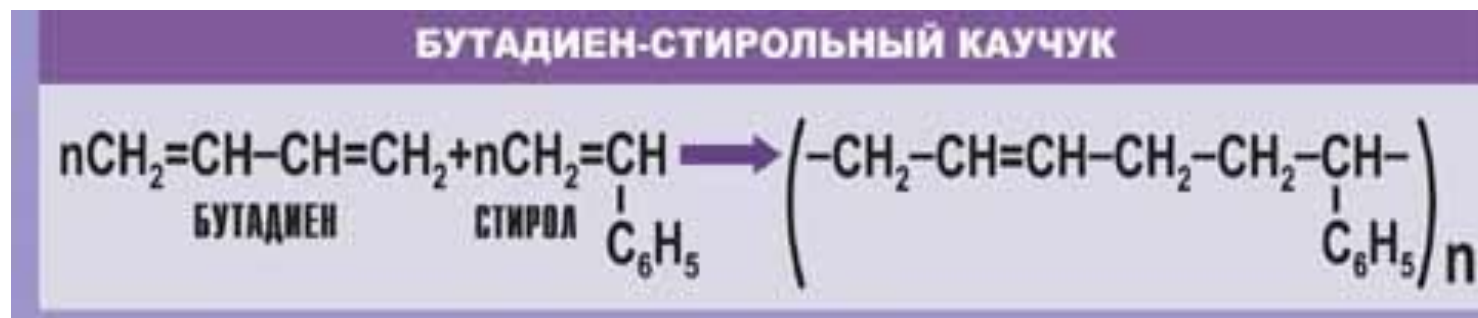 БУТАДИЕН-СТИРОЛЬНЫЙ КАУЧУК
nCH₂=CH–CH=CH₂+nCH₂=CH → (–CH₂–CH=CH–CH₂–CH₂–CH–)n
БУТАДИЕН СТИРОЛ C₆H₅ C₆H₅